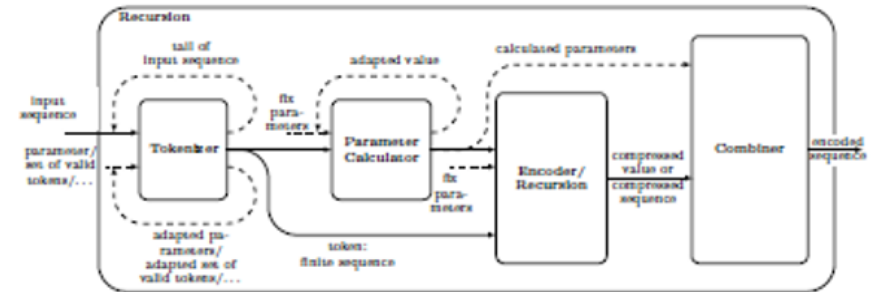 Recursion
tail of
input sequence
adapted value
calculated parameters
input
sequence
fix
para-
meters
parameter/
set of valid
tokens/...
Tokenizer
Parameter
Calculator
Encoder/
Recursion
Combiner
fix
para-
meters
compressed
value or
compressed
sequence
encoded
sequence
adapted pa-
rameters/
adapted set of
valid tokens/...
token:
finite sequence